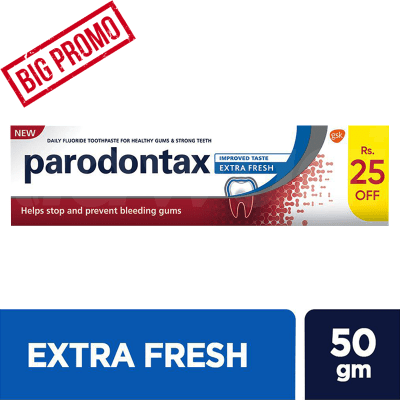 BIG PROMO
NEW
DAILY FLUORIDE TOOTHPASTE FOR HEALTHY GUMS & STRONG TEETH
parodontax
IMPROVED TASTE
EXTRA FRESH
Helps stop and prevent bleeding gums
gsk
Rs.
25
OFF
EXTRA FRESH
50
gm